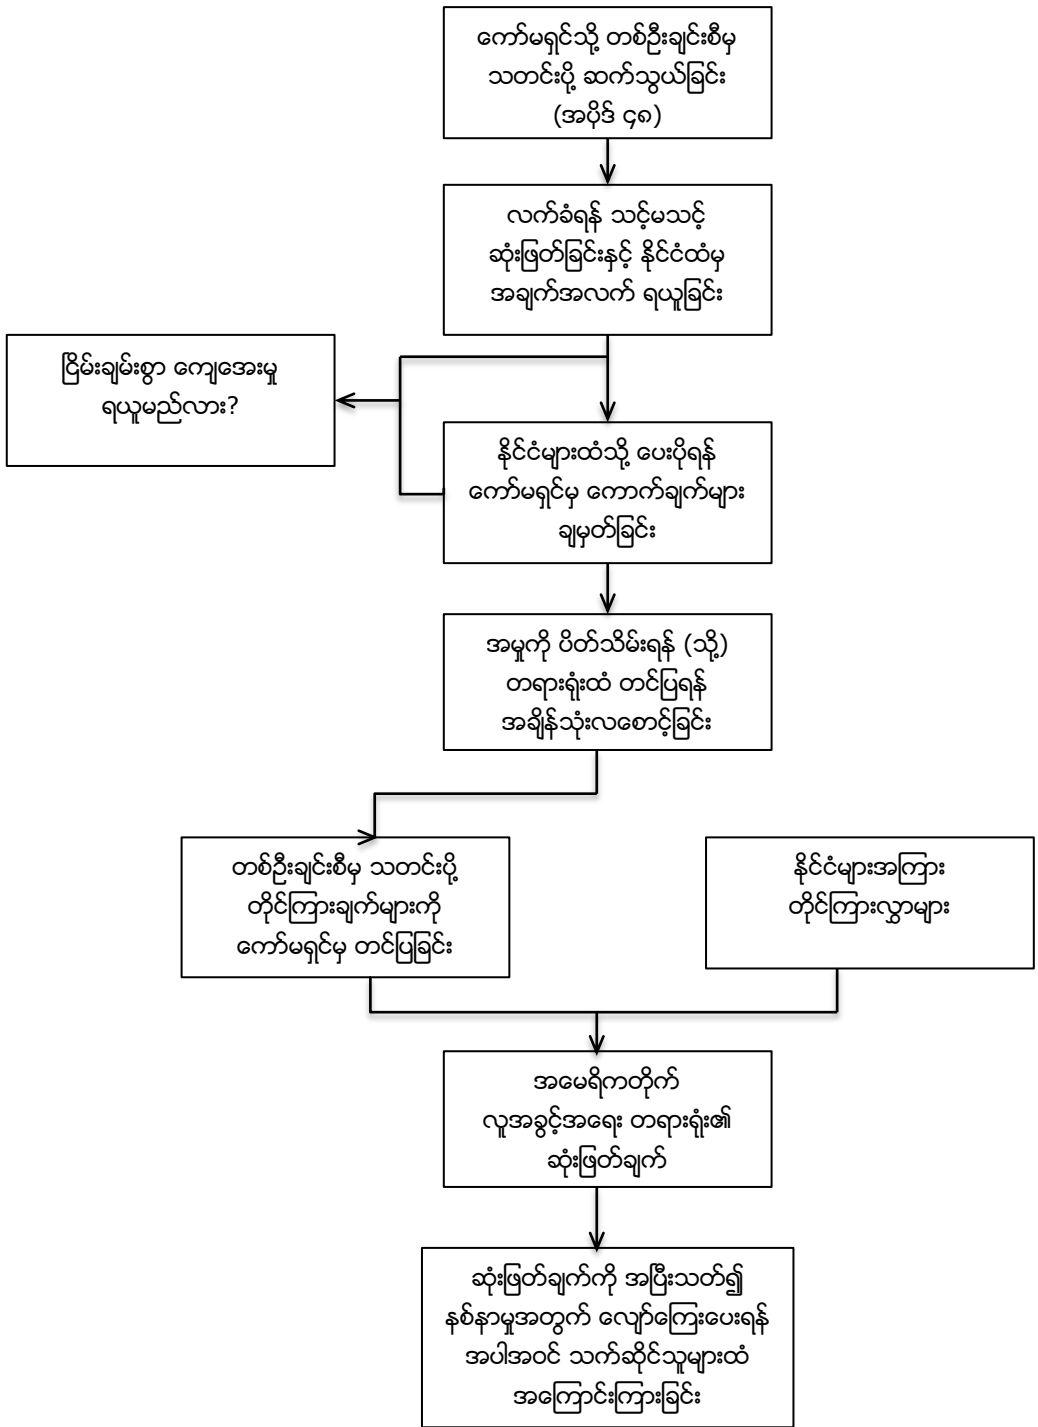 ကော်မရှင်သို့ တစ်ဦးချင်းစီမှ
သတင်းပို့ ဆက်သွယ်ခြင်း
(အပိုဒ် ၄၈)
လက်ခံရန် သင့်မသင့်
ဆုံးဖြတ်ခြင်းနှင့် နိုင်ငံထံမှ
အချက်အလက် ရယူခြင်း
ငြိမ်းချမ်းစွာ ကျေအေးမှု
ရယူမည်လား?
နိုင်ငံများထံသို့ ပေးပိုရန်
ကော်မရှင်မှ ကောက်ချက်များ
ချမှတ်ခြင်း
အမှုကို ပိတ်သိမ်းရန် (သို့)
တရားရုံးထံ တင်ပြရန်
အချိန်သုံးလစောင့်ခြင်း
တစ်ဦးချင်းစီမှ သတင်းပို့
တိုင်ကြားချက်များကို
ကော်မရှင်မှ တင်ပြခြင်း
နိုင်ငံများအကြား
တိုင်ကြားလွှာများ
အမေရိကတိုက်
လူအခွင့်အရေး တရားရုံး၏
ဆုံးဖြတ်ချက်
ဆုံးဖြတ်ချက်ကို အပြီးသတ်၍
နစ်နာမှုအတွက် လျော်ကြေးပေးရန်
အပါအဝင် သက်ဆိုင်သူများထံ
အကြောင်းကြားခြင်း